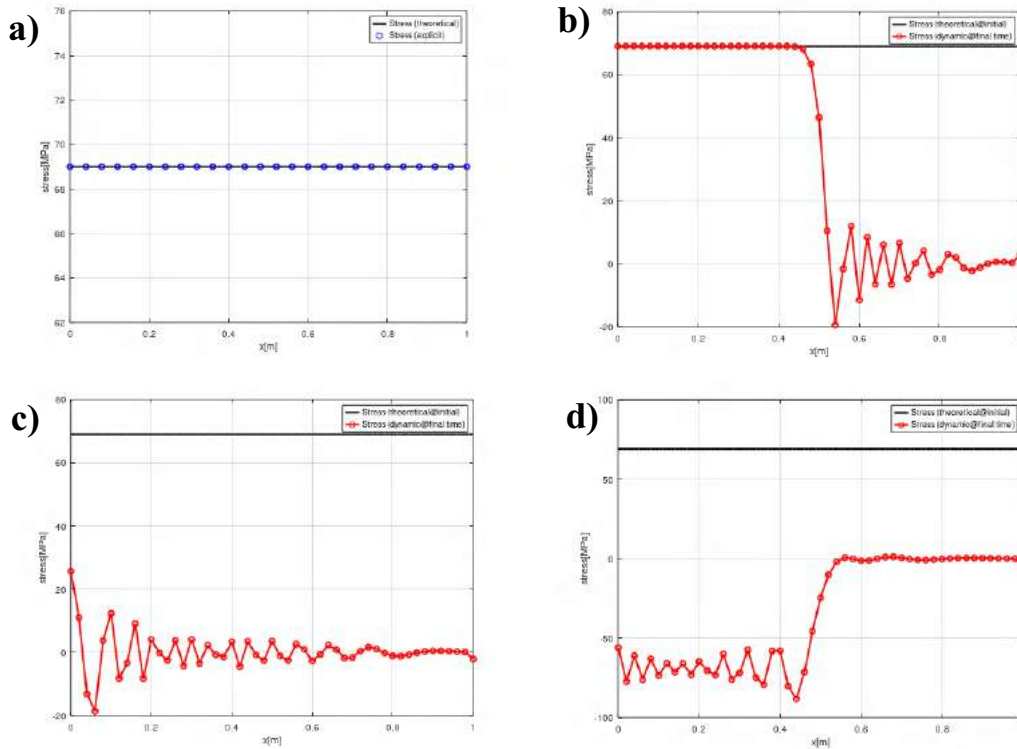 a)
76
74
72
70
68
66
64
62
stress[MPa]
0
0.2
0.4
0.6
0.8
1
x[m]
Stress (theoretical)
Stress (explicit)
b)
80
60
40
20
0
-20
stress[MPa]
0
0.2
0.4
0.6
0.8
x[m]
Stress (theoretical@initial)
Stress (dynamic@final time)
c)
80
60
40
20
0
-20
stress[MPa]
0
0.2
0.4
0.6
0.8
1
x[m]
Stress (theoretical@initial)
Stress (dynamic@final time)
d)
100
50
0
-50
-100
stress[MPa]
0
0.2
0.4
0.6
0.8
x[m]
Stress (theoretical@initial)
Stress (dynamic@final time)